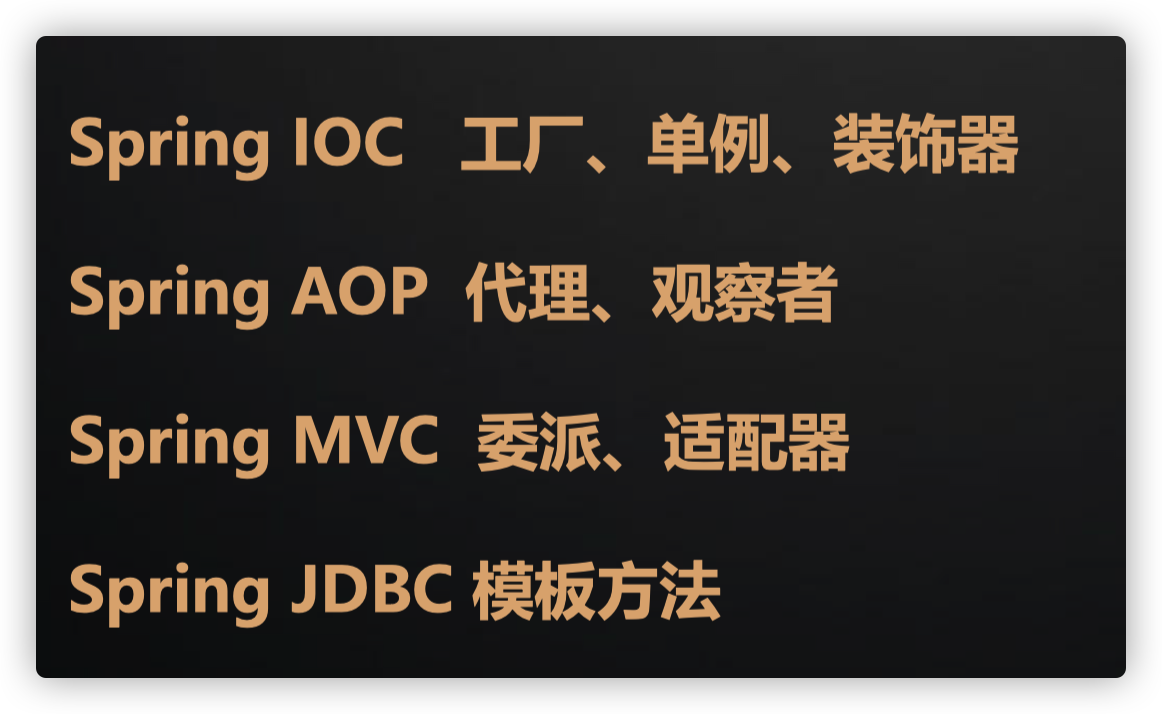 Spring IOC 工厂、单例、装饰器
Spring AOP 代理、观察者
Spring MVC 委派、适配器
Spring JDBC 模板方法